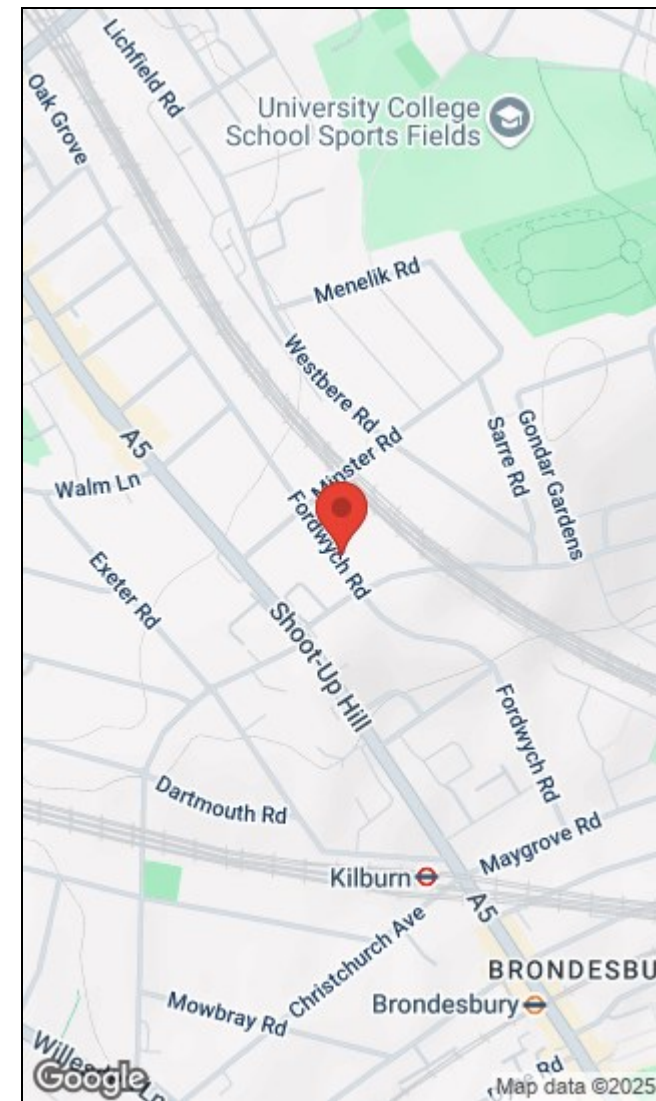 Lichfield Rd
Oak Grove
University College
School Sports Fields
Menelik Rd
Westbere Rd
Minster Rd
Sarre Rd
Gondar Gardens
A5
Walm Ln
Fordwych Rd
Exeter Rd
Shoot-Up Hill
Fordwych Rd
Dartmouth Rd
Maygrove Rd
Kilburn
A5
Christchurch Ave
BRONDESBU
Mowbray Rd
Brondesbury
Rd
Google
Map data ©2025